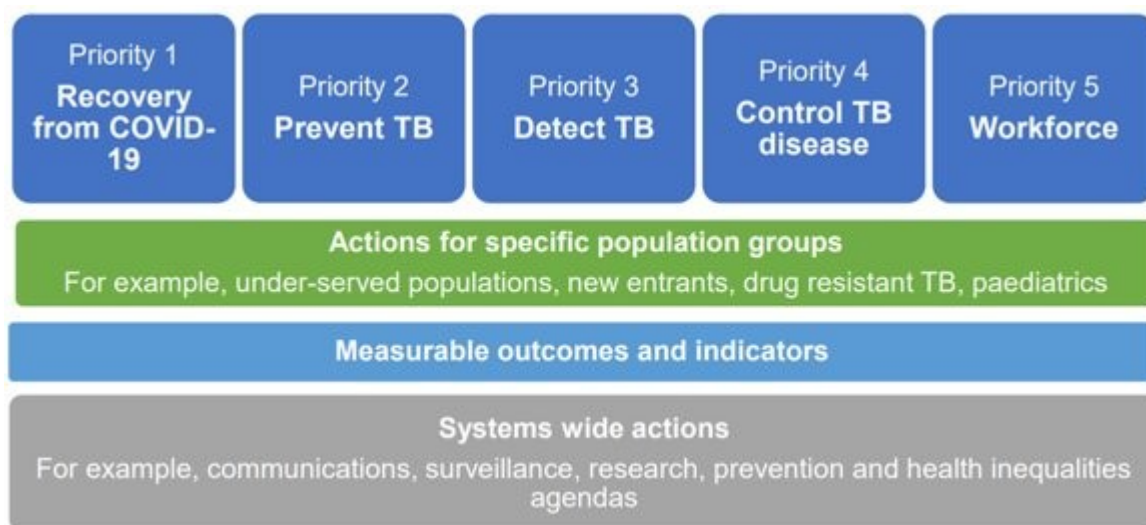 Priority 1
Recovery
from COVID-
19
Priority 2
Prevent TB
Priority 3
Detect TB
Priority 4
Control TB
disease
Priority 5
Workforce
Actions for specific population groups
For example, under-served populations, new entrants, drug resistant TB, paediatrics
Measurable outcomes and indicators
Systems wide actions
For example, communications, surveillance, research, prevention and health inequalities
agendas